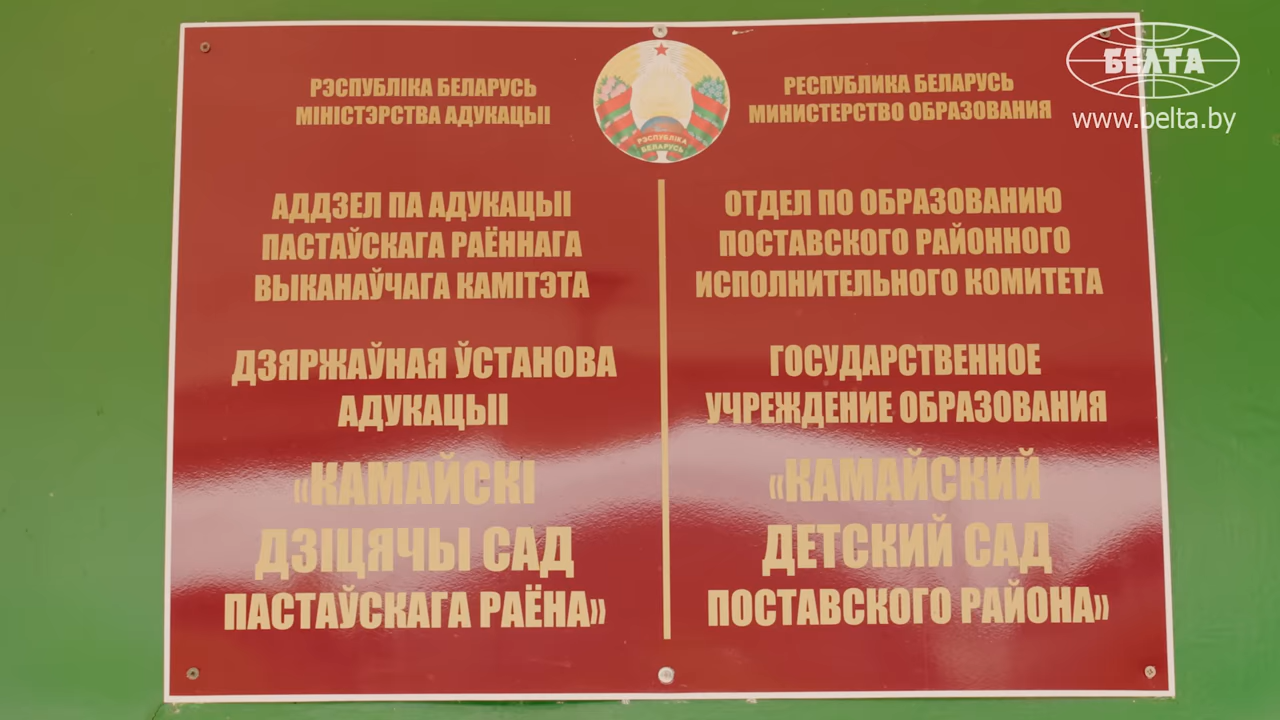 РЭСПУБЛІКА БЕЛАРУСЬ
МІНІСТЭРСТВА АДУКАЦЫІ
АДДЗЕЛ ПА АДУКАЦЫІ
ПАСТАЎСКАГА РАЁННАГА
ВЫКАНАЎЧАГА КАМІТЭТА
ДЗЯРЖАЎНАЯ ЎСТАНОВА
АДУКАЦЫІ
«КАМАЙСКІ
ДЗІЦЯЧЫ САД
ПАСТАЎСКАГА РАЁНА»
РЭСПУБЛІКА
БЕЛАРУСЬ
РЕСПУБЛИКА БЕЛАРУСЬ
МИНИСТЕРСТВО ОБРАЗОВАНИЯ
ОТДЕЛ ПО ОБРАЗОВАНИЮ
ПОСТАВСКОГО РАЙОННОГО
ИСПОЛНИТЕЛЬНОГО КОМИТЕТА
ГОСУДАРСТВЕННОЕ
УЧРЕЖДЕНИЕ ОБРАЗОВАНИЯ
«КАМАЙСКИЙ
ДЕТСКИЙ САД
ПОСТАВСКОГО РАЙОНА»
БЕЛТА
www.belta.by